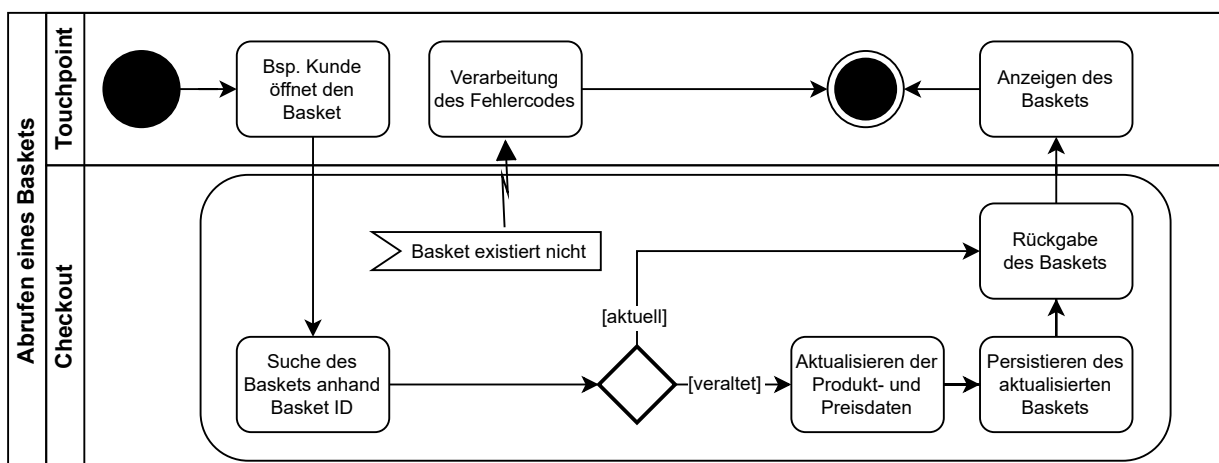 Abrufen eines Baskets
Touchpoint
Bsp. Kunde
öffnet den
Basket
Verarbeitung
des Fehlercodes
Anzeigen des
Baskets
Checkout
Basket existiert nicht
Rückgabe
des Baskets
[aktuell]
Suche des
Baskets anhand
Basket ID
[veraltet]
Aktualisieren der
Produkt- und
Preisdaten
Persistieren des
aktualisierten
Baskets